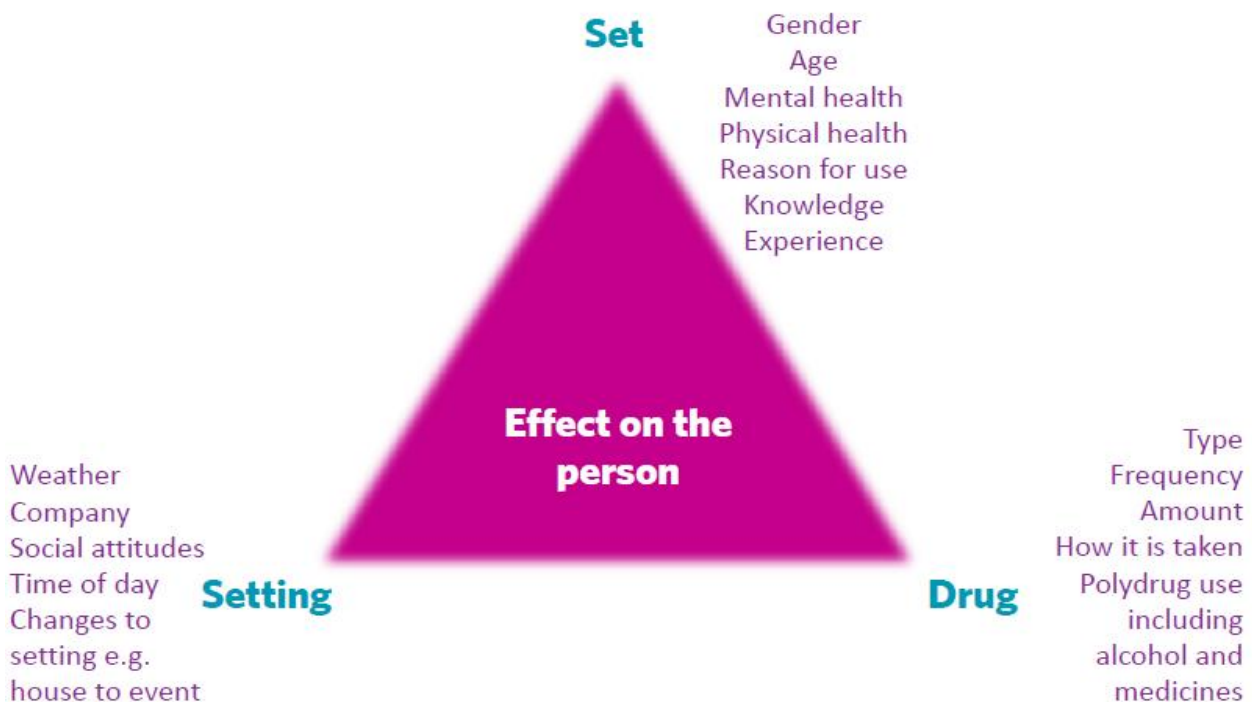 Set
Gender
Age
Mental health
Physical health
Reason for use
Knowledge
Experience
Effect on the
person
Weather
Company
Social attitudes
Time of day
Changes to
setting e.g.
house to event
Setting
Drug
Type
Frequency
Amount
How it is taken
Polydrug use
including
alcohol and
medicines